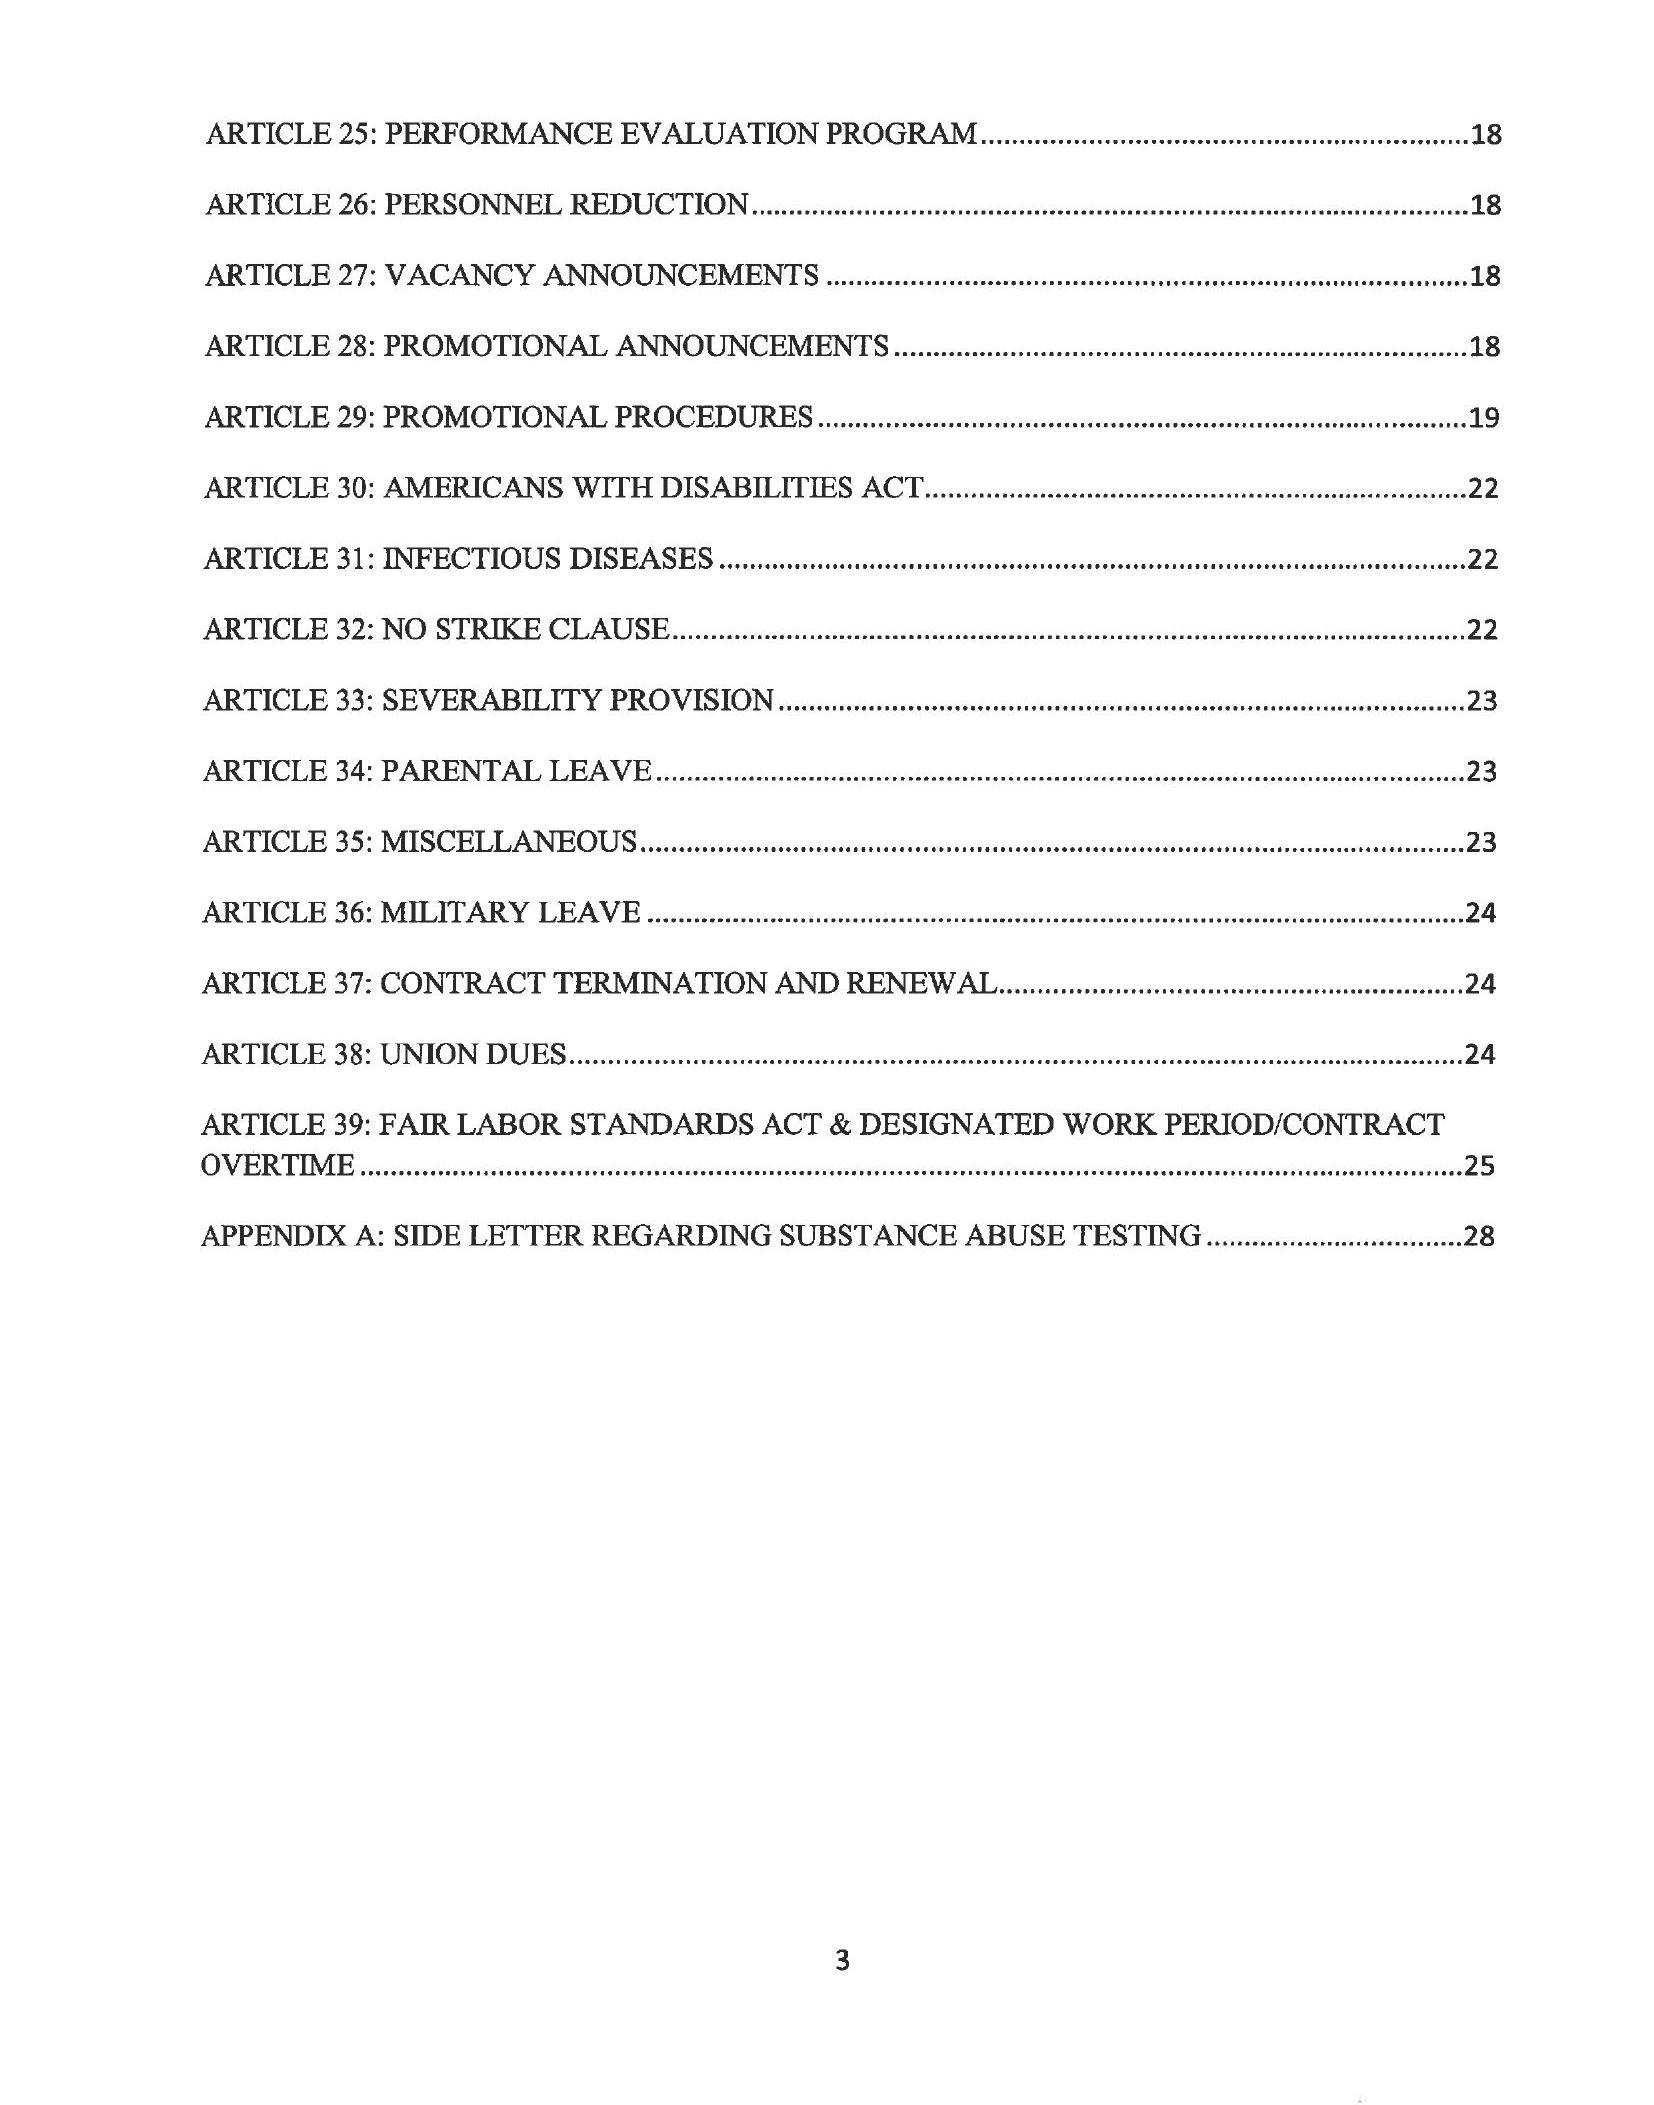 ARTICLE 25: PERFORMANCE EVALUATION PROGRAM...............................................................18
ARTICLE 26: PERSONNEL REDUCTION.............................................................................................18
ARTICLE 27: VACANCY ANNOUNCEMENTS ...................................................................................18
ARTICLE 28: PROMOTIONAL ANNOUNCEMENTS..........................................................................18
ARTICLE 29: PROMOTIONAL PROCEDURES....................................................................................19
ARTICLE 30: AMERICANS WITH DISABILITIES ACT......................................................................22
ARTICLE 31: INFECTIOUS DISEASES .................................................................................................22
ARTICLE 32: NO STRIKE CLAUSE.......................................................................................................22
ARTICLE 33: SEVERABILITY PROVISION.........................................................................................23
ARTICLE 34: PARENTAL LEAVE.........................................................................................................23
ARTICLE 35: MISCELLANEOUS...........................................................................................................23
ARTICLE 36: MILITARY LEAVE ..........................................................................................................24
ARTICLE 37: CONTRACT TERMINATION AND RENEWAL............................................................24
ARTICLE 38: UNION DUES....................................................................................................................24
ARTICLE 39: FAIR LABOR STANDARDS ACT & DESIGNATED WORK PERIOD/CONTRACT
OVERTIME...............................................................................................................................................25
APPENDIX A: SIDE LETTER REGARDING SUBSTANCE ABUSE TESTING.................................28
3